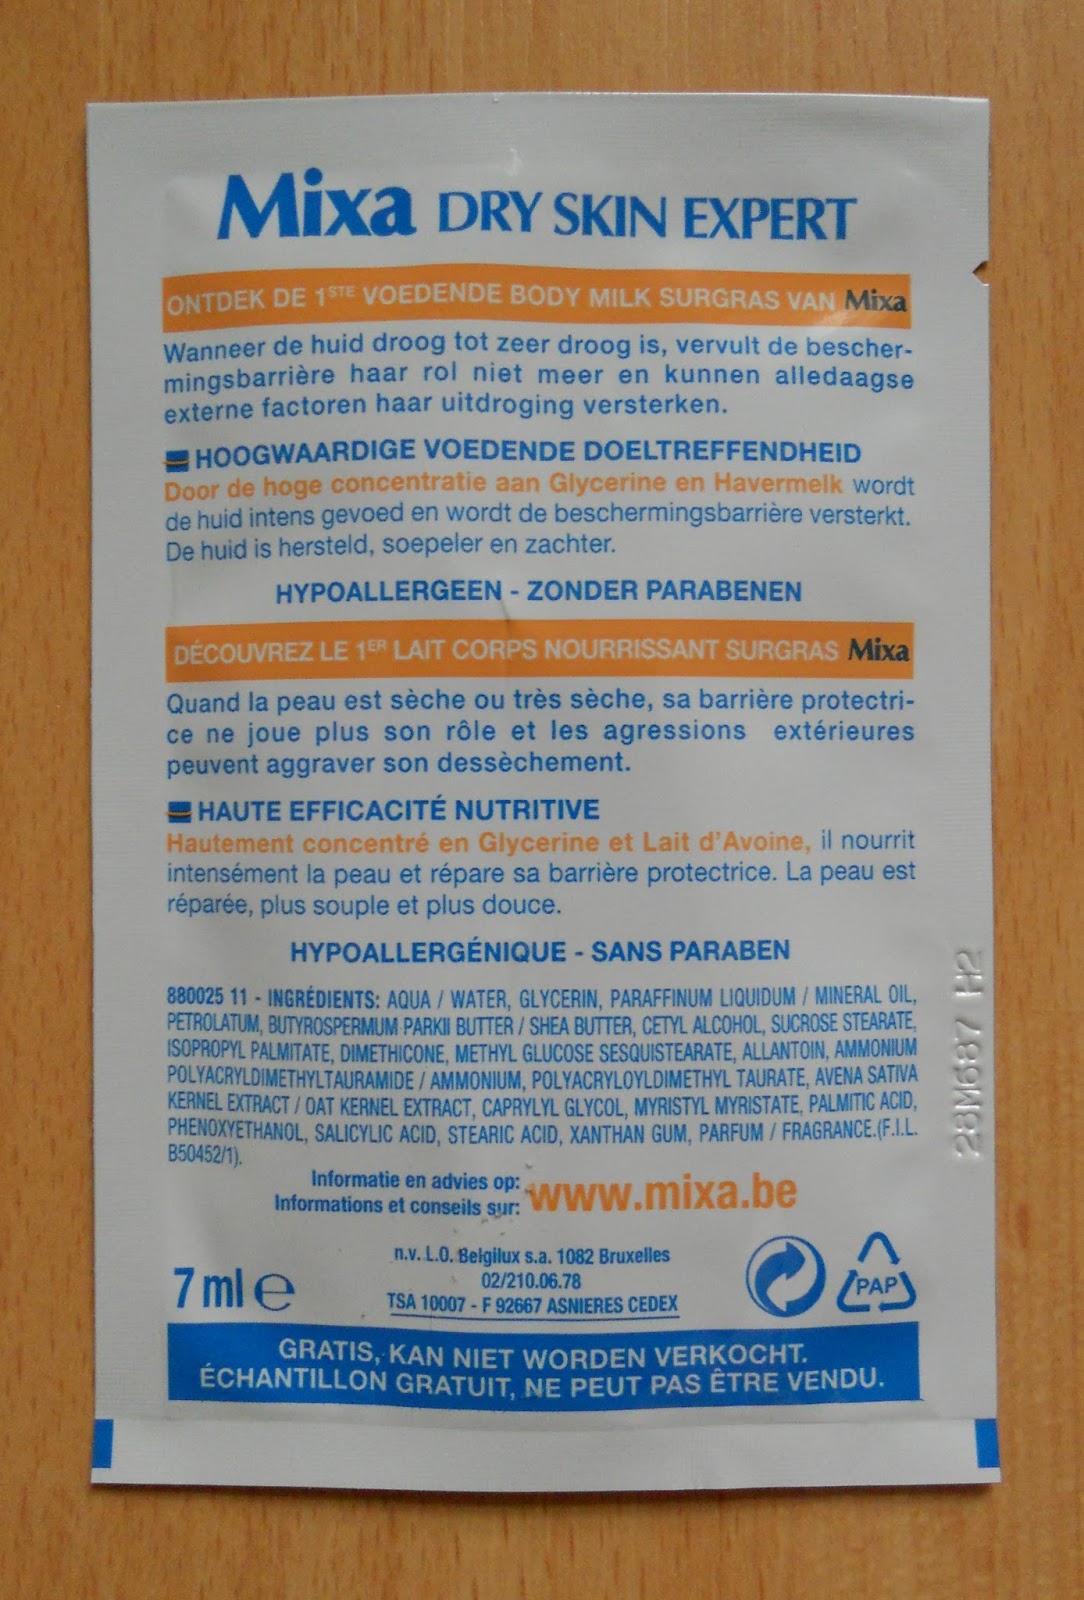 Mixa DRY SKIN EXPERT
ONTDEK DE 1STE VOEDENDE BODY MILK SURGRAS VAN Mixa
Wanneer de huid droog tot zeer droog is, vervult de bescher-
mingsbarrière haar rol niet meer en kunnen alledaagse
externe factoren haar uitdroging versterken.
HOOGWAARDIGE VOEDENDE DOELTREFFENDHEID
Door de hoge concentratie aan Glycerine en Havermelk wordt
de huid intens gevoed en wordt de beschermingsbarrière versterkt.
De huid is hersteld, soepeler en zachter.
HYPOALLERGEEN - ZONDER PARABENEN
DÉCOUVREZ LE 1ER LAIT CORPS NOURRISSANT SURGRAS Mixa
Quand la peau est sèche ou très sèche, sa barrière protectri-
ce ne joue plus son rôle et les agressions extérieures
peuvent aggraver son dessèchement.
HAUTE EFFICACITÉ NUTRITIVE
Hautement concentré en Glycerine et Lait d'Avoine, il nourrit
intensément la peau et répare sa barrière protectrice. La peau est
réparée, plus souple et plus douce.
HYPOALLERGÉNIQUE - SANS PARABEN
880025 11 - INGRÉDIENTS: AQUA / WATER, GLYCERIN, PARAFFINUM LIQUIDUM / MINERAL OIL,
PETROLATUM, BUTYROSPERMUM PARKII BUTTER / SHEA BUTTER, CETYL ALCOHOL, SUCROSE STEARATE,
ISOPROPYL PALMITATE, DIMETHICONE, METHYL GLUCOSE SESQUISTEARATE, ALLANTOIN, AMMONIUM
POLYACRYLDIMETHYLTAURAMIDE / AMMONIUM, POLYACRYLOYLDIMETHYL TAURATE, AVENA SATIVA
KERNEL EXTRACT / OAT KERNEL EXTRACT, CAPRYLYL GLYCOL, MYRISTYL MYRISTATE, PALMITIC ACID,
PHENOXYETHANOL, SALICYLIC ACID, STEARIC ACID, XANTHAN GUM, PARFUM / FRAGRANCE.(F.I.L.
B50452/1).
28M687 H2
Informatie en advies op:
Informations et conseils sur:
www.mixa.be
7 ml e
n.v. L.O. Belgilux s.a. 1082 Bruxelles
02/210.06.78
TSA 10007 - F 92667 ASNIERES CEDEX
PAP
GRATIS, KAN NIET WORDEN VERKOCHT.
ÉCHANTILLON GRATUIT, NE PEUT PAS ÊTRE VENDU.